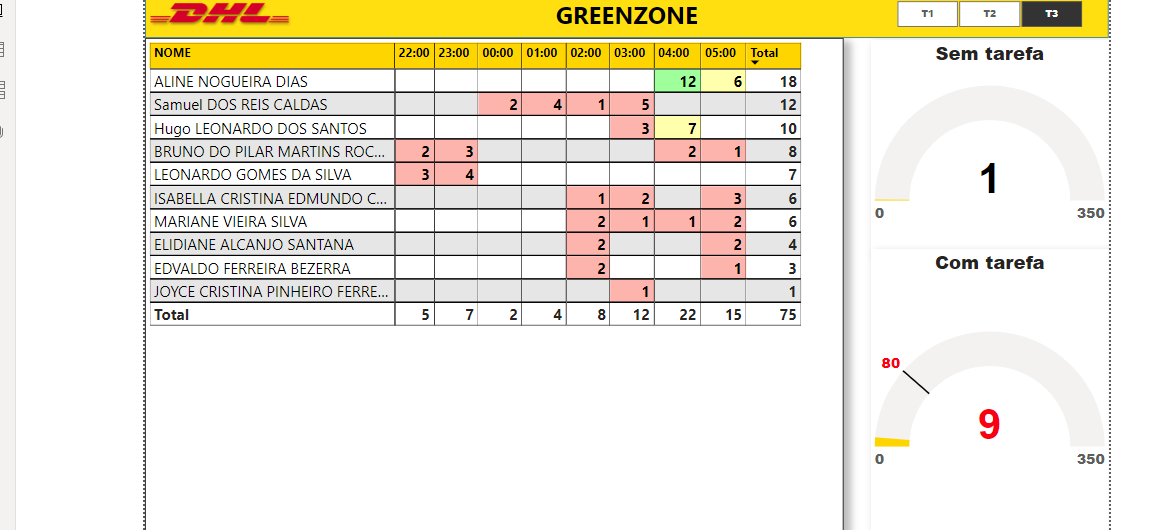 DHL GREENZONE T1 T2 T3
NOME 22:00 23:00 00:00 01:00 02:00 03:00 04:00 05:00 Total
ALINE NOGUEIRA DIAS 12 6 18
Samuel DOS REIS CALDAS 2 4 1 5 12
Hugo LEONARDO DOS SANTOS 3 7 10
BRUNO DO PILAR MARTINS ROC... 2 3 2 1 8
LEONARDO GOMES DA SILVA 3 4 7
ISABELLA CRISTINA EDMUNDO C... 1 2 3 6
MARIANE VIEIRA SILVA 2 1 1 2 6
ELIDIANE ALCANJO SANTANA 2 2 4
EDVALDO FERREIRA BEZERRA 2 1 3
JOYCE CRISTINA PINHEIRO FERRE... 1 1
Total 5 7 2 4 8 12 22 15 75
Sem tarefa
1
0 350
Com tarefa
80
9
0 350